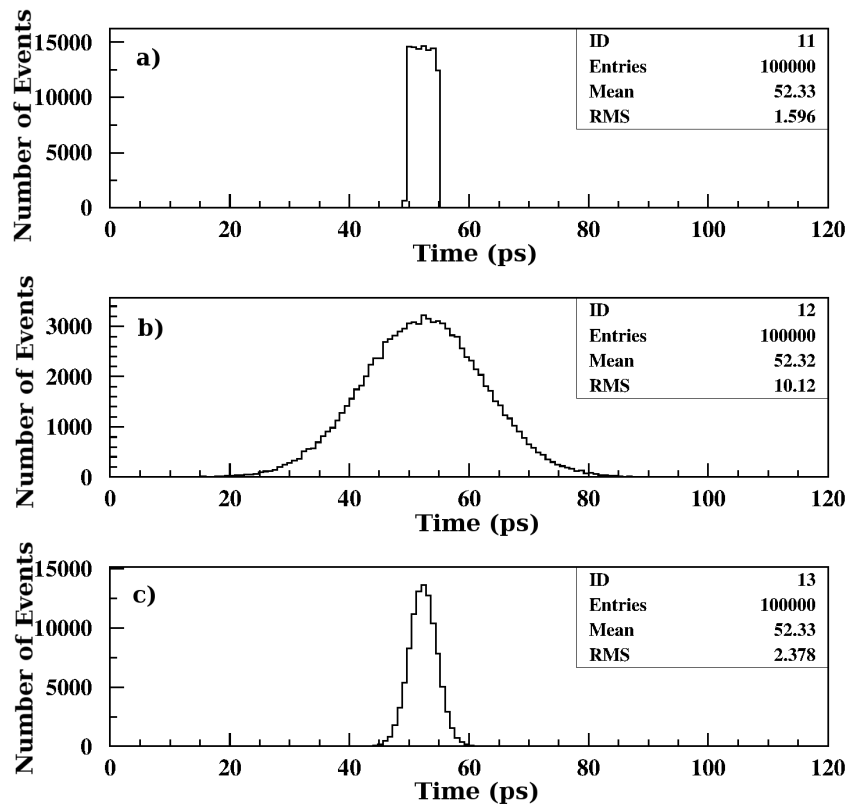 a)
Number of Events
15000
10000
5000
0
ID 11
Entries 100000
Mean 52.33
RMS 1.596
0 20 40 60 80 100 120
Time (ps)
b)
Number of Events
3000
2000
1000
0
ID 12
Entries 100000
Mean 52.32
RMS 10.12
0 20 40 60 80 100 120
Time (ps)
c)
Number of Events
15000
10000
5000
0
ID 13
Entries 100000
Mean 52.33
RMS 2.378
0 20 40 60 80 100 120
Time (ps)